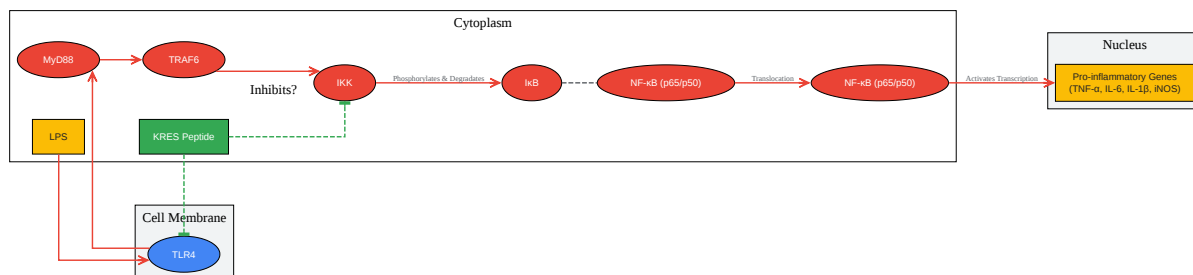 Cytoplasm
Nucleus
MyD88
TRAF6
IKK
Phosphorylates & Degradates
IκB
NF-κB (p65/p50)
Translocation
NF-κB (p65/p50)
Activates Transcription
Pro-inflammatory Genes
(TNF-α, IL-6, IL-1β, iNOS)
Inhibits?
LPS
KRES Peptide
Cell Membrane
TLR4